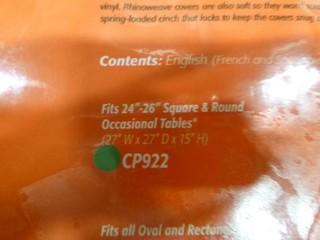 vinyl. Rhinoweave covers are also soft so they won't
spring-loaded cinch that locks to keep the covers snug
Contents: English (French and
Fits 24"-26" Square & Round
Occasional Tables*
(27" W x 27" D x 15" H)
CP922
Fits all Oval and